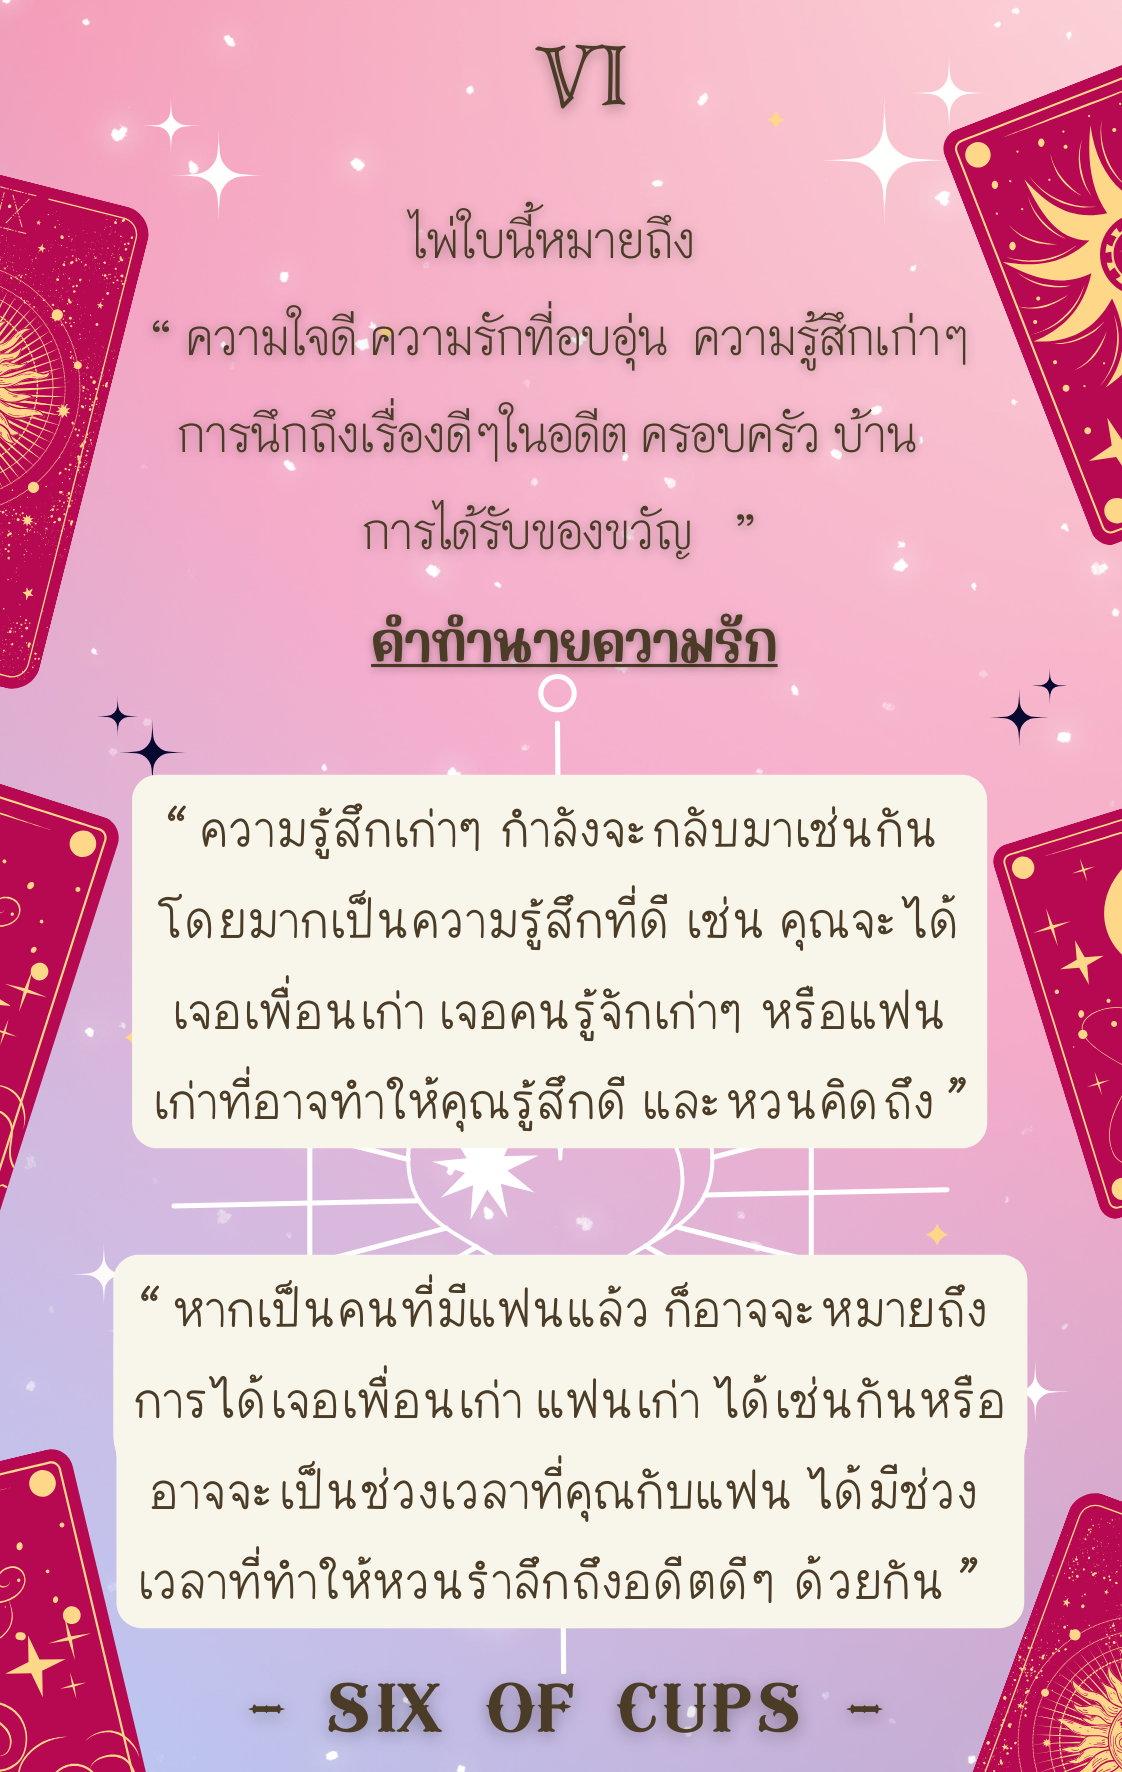 VI
ไพ่ใบนี้หมายถึง
“ ความใจดี ความรักที่อบอุ่น ความรู้สึกเก่าๆ
การนึกถึงเรื่องดีๆในอดีต ครอบครัว บ้าน
การได้รับของขวัญ ”
คำทำนายความรัก
“ ความรู้สึกเก่าๆ กำลังจะกลับมาเช่นกัน
โดยมากเป็นความรู้สึกที่ดี เช่น คุณจะได้
เจอเพื่อนเก่า เจอคนรู้จักเก่าๆ หรือแฟน
เก่าที่อาจทำให้คุณรู้สึกดี และหวนคิดถึง ”
“ หากเป็นคนที่มีแฟนแล้ว ก็อาจจะหมายถึง
การได้เจอเพื่อนเก่า แฟนเก่า ได้เช่นกันหรือ
อาจจะเป็นช่วงเวลาที่คุณกับแฟน ได้มีช่วง
เวลาที่ทำให้หวนรำลึกถึงอดีตดีๆ ด้วยกัน ”
- SIX OF CUPS -